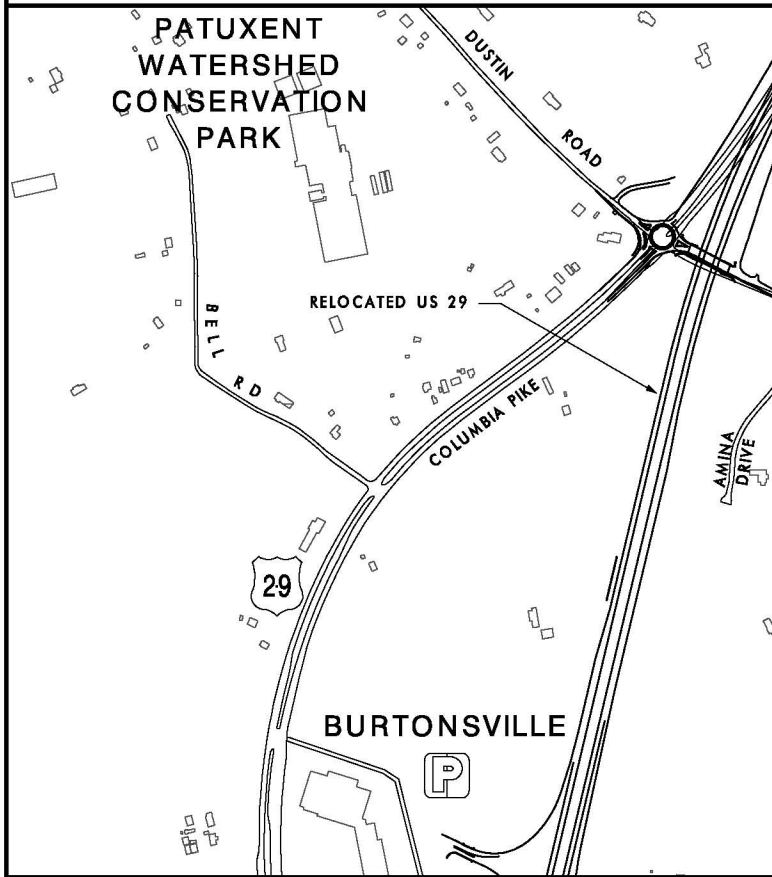 PATUXENT
WATERSHED
CONSERVATION
PARK
DUSTIN
ROAD
BELL
RD
RELOCATED US 29
COLUMBIA PIKE
AMINA
DRIVE
29
BURTONSVILLE
P